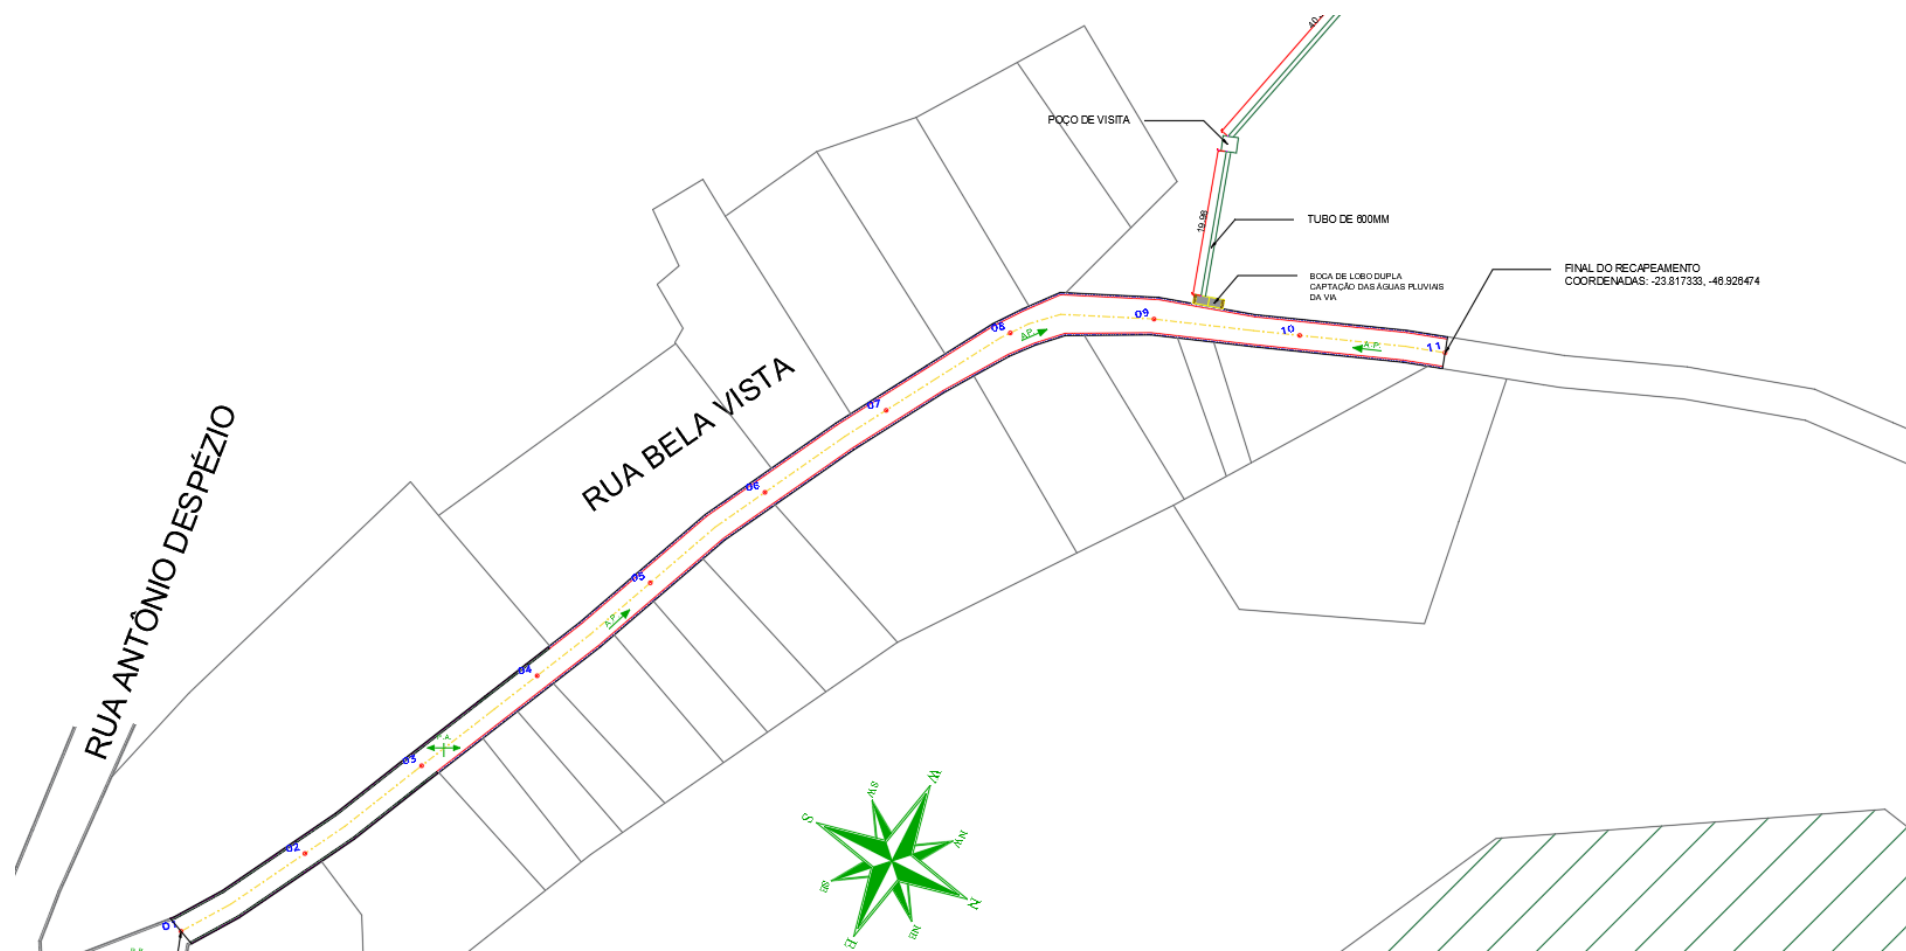 POÇO DE VISITA
19.98
TUBO DE 600MM
BOCA DE LOBO DUPLA
CAPTAÇÃO DAS ÁGUAS PLUVIAIS
DA VIA
FINAL DO RECAPEAMENTO
COORDENADAS: -23.817333, -46.926474
RUA BELA VISTA
RUA ANTÔNIO DESPÉZIO
01
02
03
04
05
06
07
08
09
10
11
A.P.
A.P.
A.P.
W
NW
N
NE
E
SE
S
SW